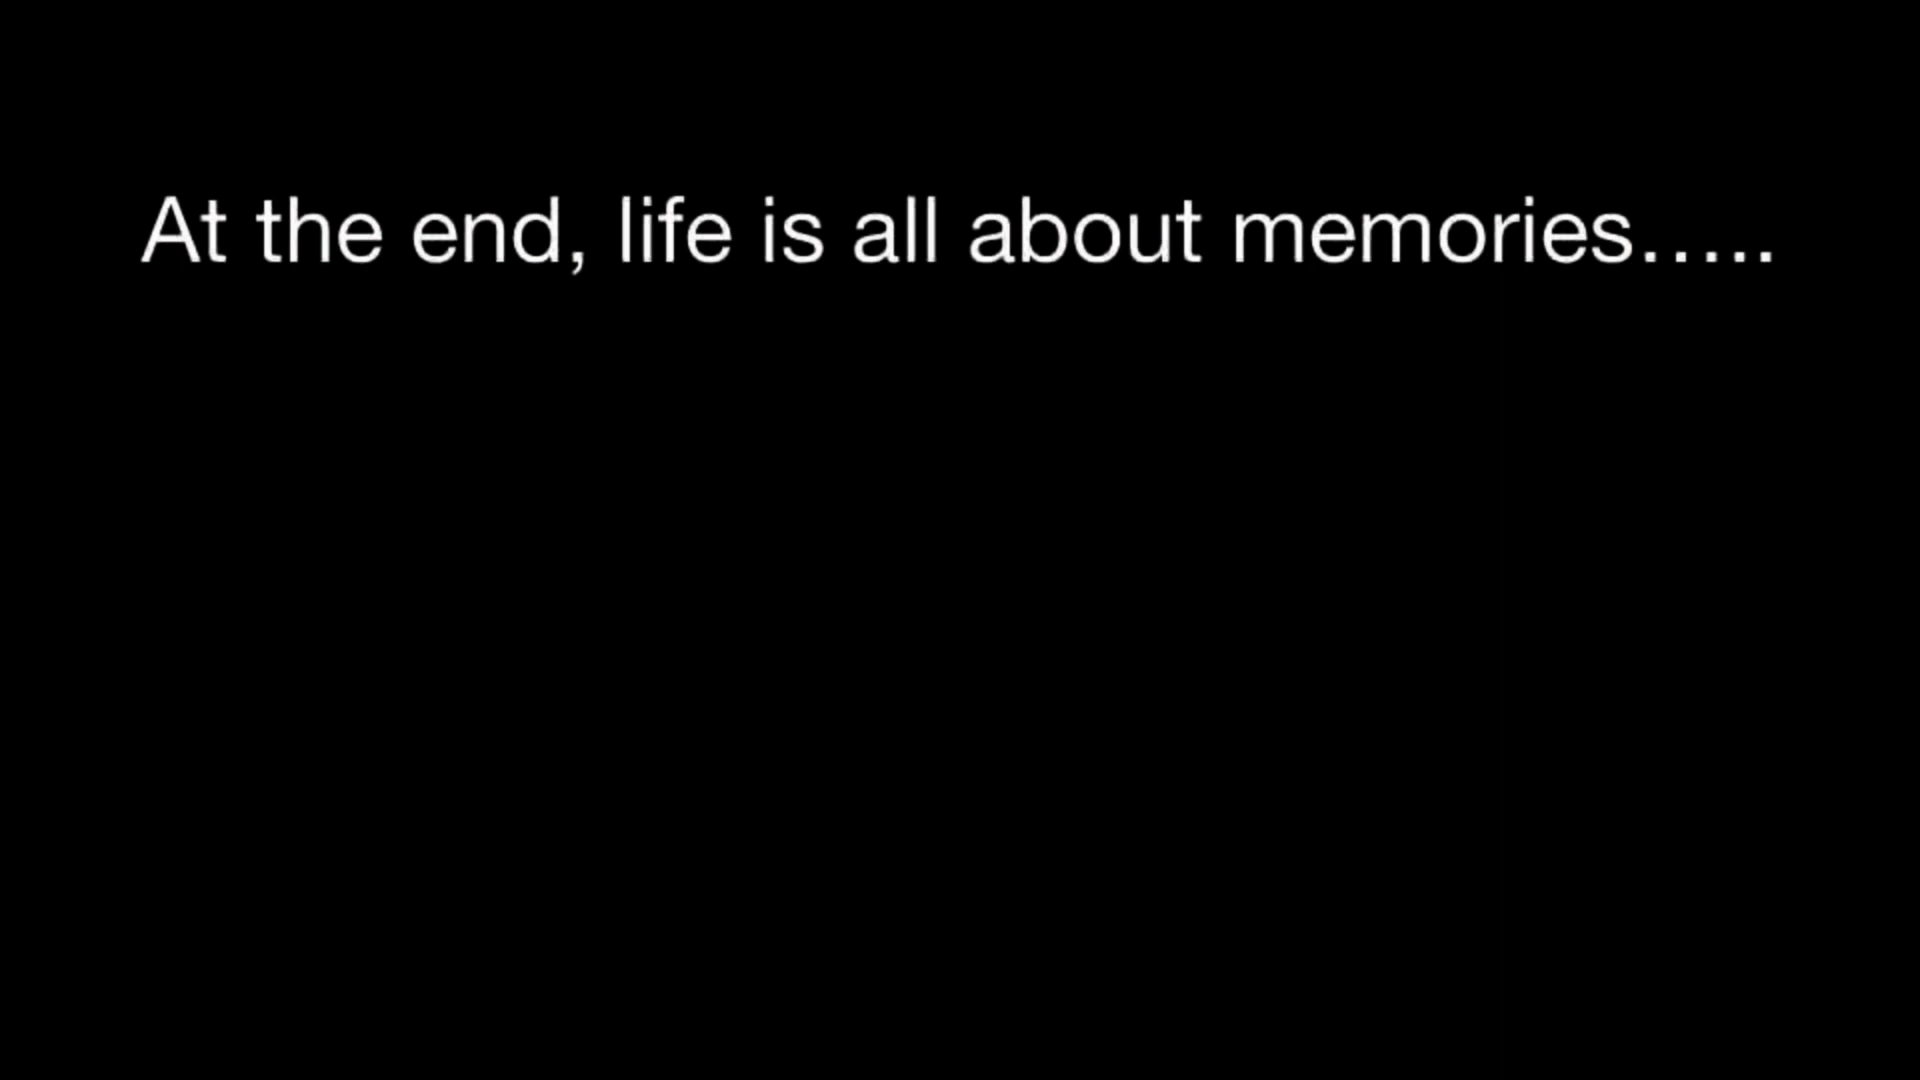 At the end, life is all about memories…..